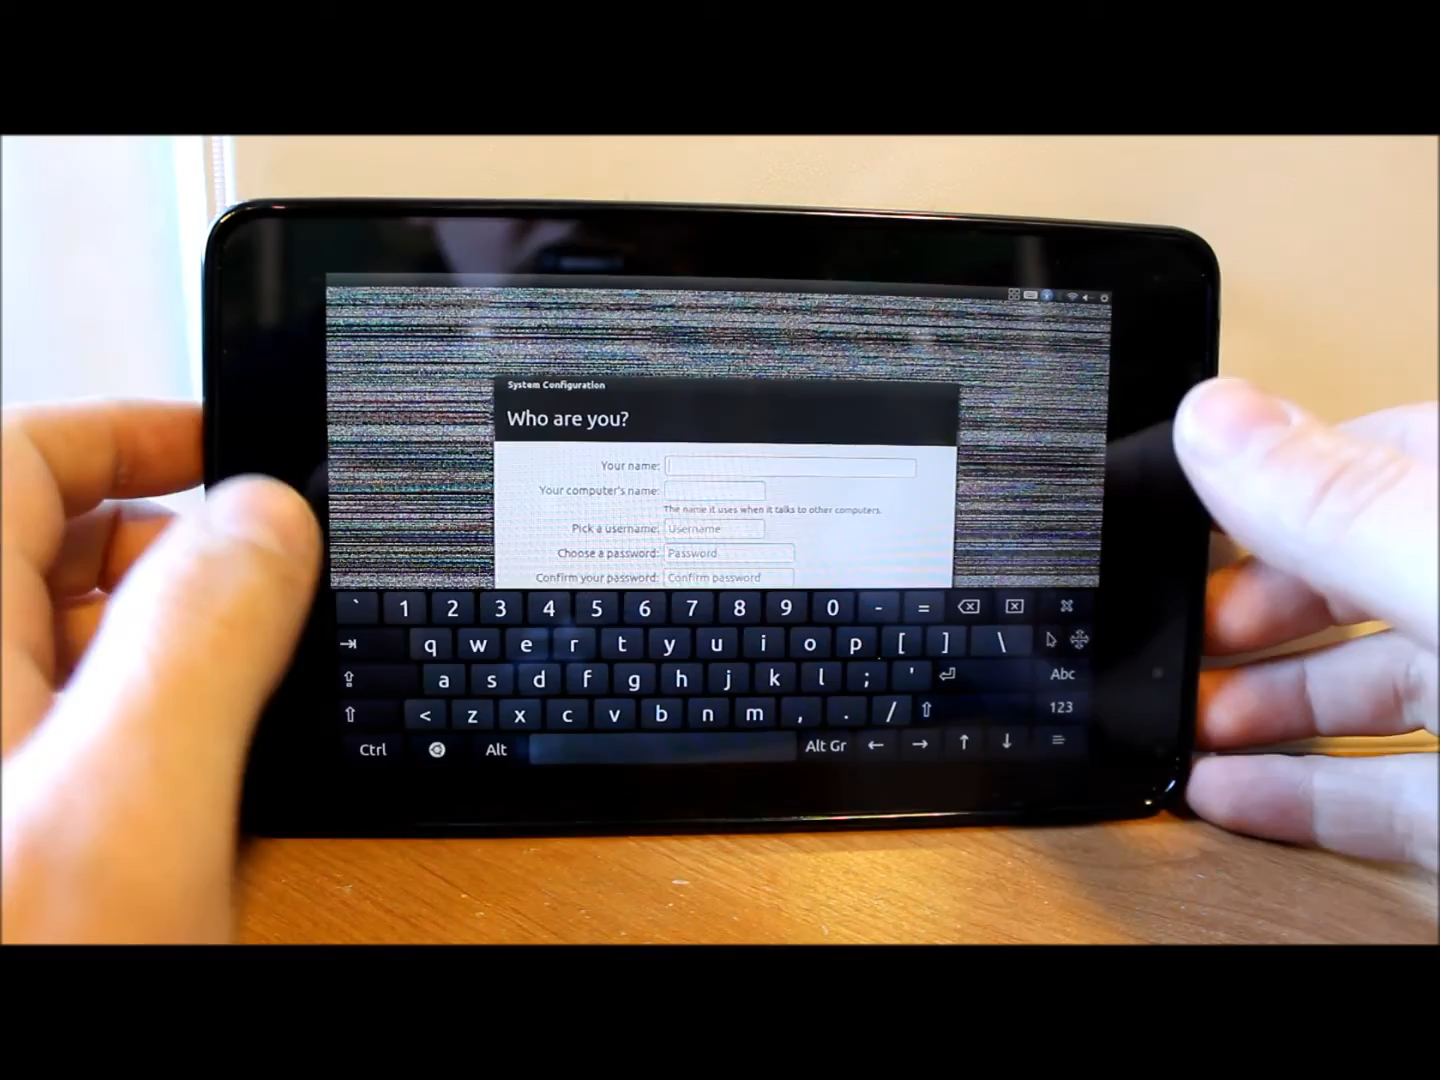 System Configuration
Who are you?
Your name:
Your computer's name:
The name it uses when it talks to other computers.
Pick a username: Username
Choose a password: Password
Confirm your password: Confirm password
` 1 2 3 4 5 6 7 8 9 0 - =
q w e r t y u i o p [ ] \
a s d f g h j k l ; ' Abc
< z x c v b n m , . / 123
Ctrl Alt Alt Gr ← → ↑ ↓